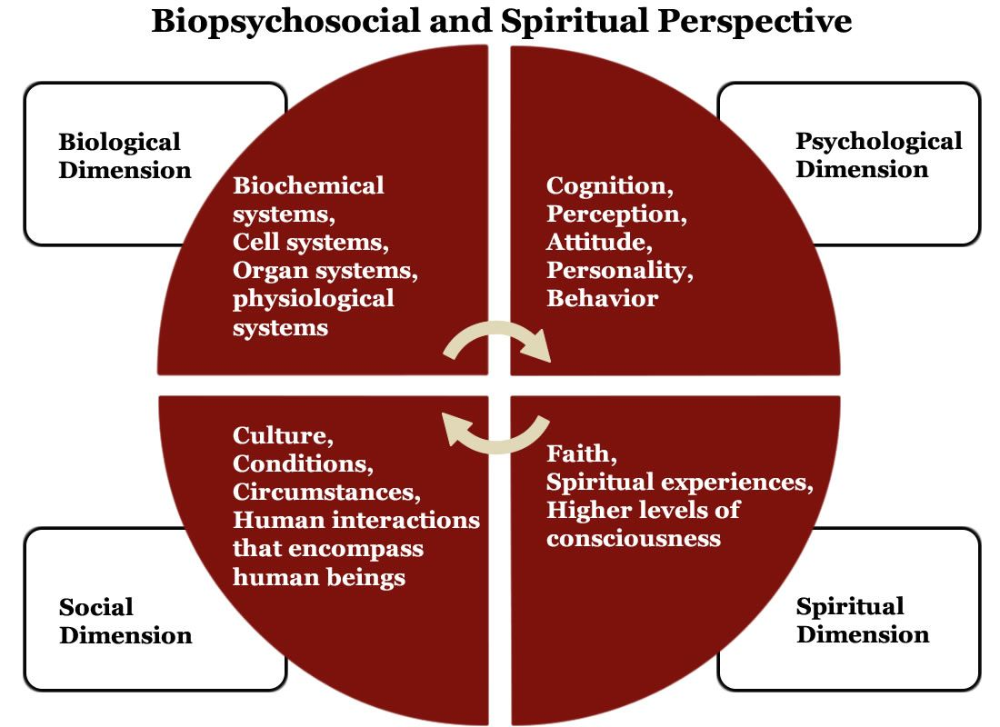 Biopsychosocial and Spiritual Perspective
Biological
Dimension
Biochemical
systems,
Cell systems,
Organ systems,
physiological
systems
Psychological
Dimension
Cognition,
Perception,
Attitude,
Personality,
Behavior
Social
Dimension
Culture,
Conditions,
Circumstances,
Human interactions
that encompass
human beings
Spiritual
Dimension
Faith,
Spiritual experiences,
Higher levels of
consciousness